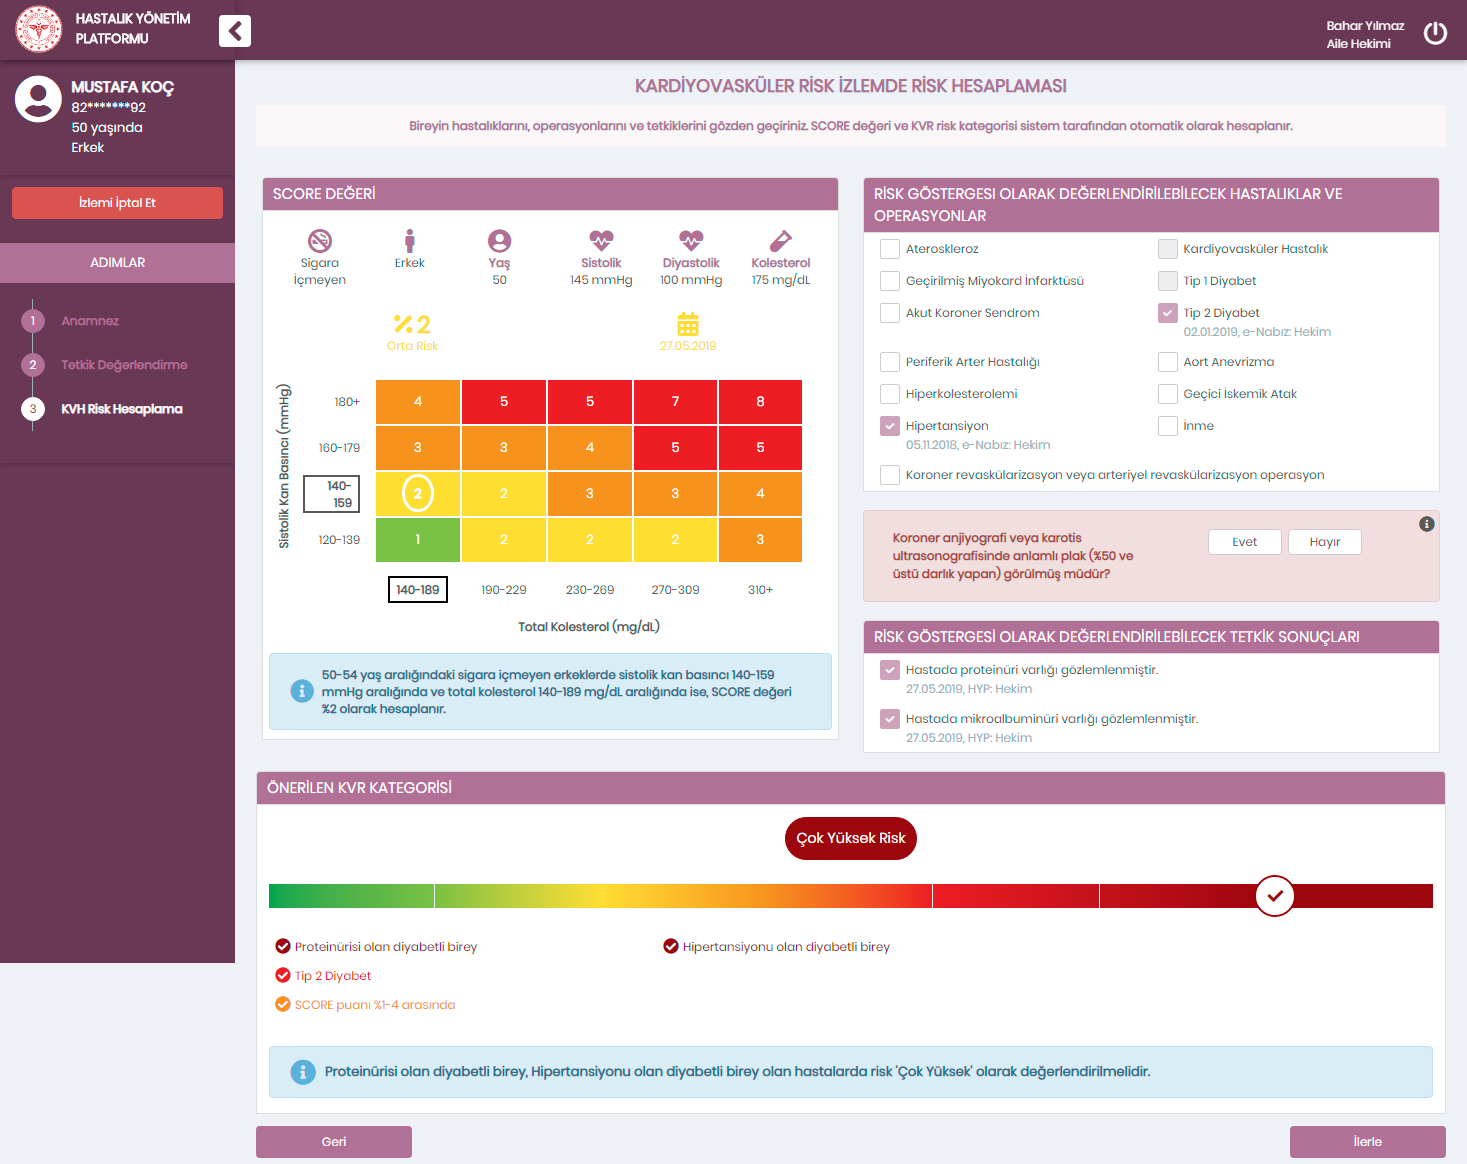 HASTALIK YÖNETİM
PLATFORMU
Bahar Yılmaz
Aile Hekimi
MUSTAFA KOÇ
82*******92
50 yaşında
Erkek
İzlemi İptal Et
ADIMLAR
1 Anamnez
2 Tetkik Değerlendirme
3 KVH Risk Hesaplama
KARDİYOVASKÜLER RİSK İZLEMDE RİSK HESAPLAMASI
Bireyin hastalıklarını, operasyonlarını ve tetkiklerini gözden geçiriniz. SCORE değeri ve KVR risk kategorisi sistem tarafından otomatik olarak hesaplanır.
SCORE DEĞERİ
Sigara
İçmeyen
Erkek
Yaş
50
Sistolik
145 mmHg
Diyastolik
100 mmHg
Kolesterol
175 mg/dL
%2
Orta Risk
27.05.2019
Sistolik Kan Basıncı (mmHg)
180+ 4 5 5 7 8
160-179 3 3 4 5 5
140-
159
2 2 3 3 4
120-139 1 2 2 2 3
140-189 190-229 230-269 270-309 310+
Total Kolesterol (mg/dL)
50-54 yaş aralığındaki sigara içmeyen erkeklerde sistolik kan basıncı 140-159
mmHg aralığında ve total kolesterol 140-189 mg/dL aralığında ise, SCORE değeri
%2 olarak hesaplanır.
RİSK GÖSTERGESI OLARAK DEĞERLENDİRİLEBİLECEK HASTALIKLAR VE
OPERASYONLAR
Ateroskleroz
Kardiyovasküler Hastalık
Geçirilmiş Miyokard İnfarktüsü
Tip 1 Diyabet
Akut Koroner Sendrom
Tip 2 Diyabet
02.01.2019, e-Nabız: Hekim
Periferik Arter Hastalığı
Aort Anevrizma
Hiperkolesterolemi
Geçici İskemik Atak
Hipertansiyon
05.11.2018, e-Nabız: Hekim
İnme
Koroner revaskülarizasyon veya arteriyel revaskülarizasyon operasyon
Koroner anjiyografi veya karotis
ultrasonografisinde anlamlı plak (%50 ve
üstü darlık yapan) görülmüş müdür?
Evet
Hayır
RİSK GÖSTERGESİ OLARAK DEĞERLENDİRİLEBİLECEK TETKİK SONUÇLARI
Hastada proteinüri varlığı gözlemlenmiştir.
27.05.2019, HYP: Hekim
Hastada mikroalbuminüri varlığı gözlemlenmiştir.
27.05.2019, HYP: Hekim
ÖNERİLEN KVR KATEGORİSİ
Çok Yüksek Risk
Proteinürisi olan diyabetli birey
Hipertansiyonu olan diyabetli birey
Tip 2 Diyabet
SCORE puanı %1-4 arasında
Proteinürisi olan diyabetli birey, Hipertansiyonu olan diyabetli birey olan hastalarda risk 'Çok Yüksek' olarak değerlendirilmelidir.
Geri
İlerle